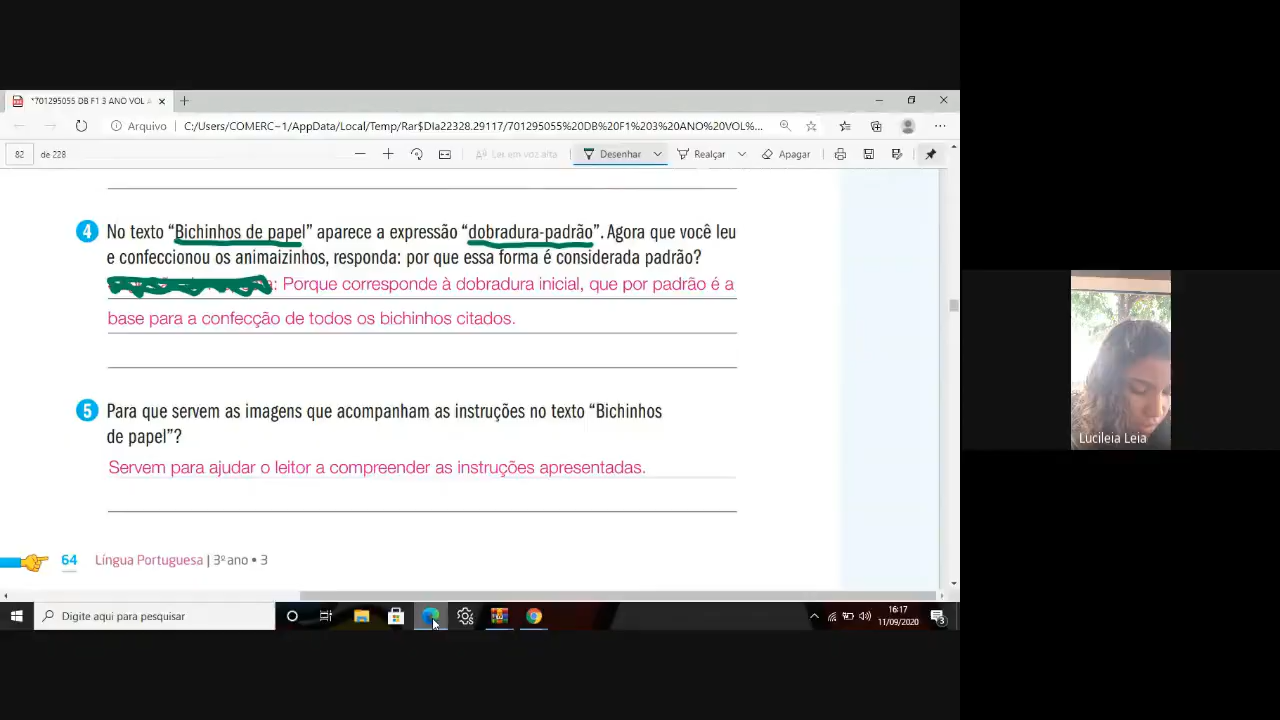 *701295055 DB F1 3 ANO VOL
Arquivo C:/Users/COMERC~1/AppData/Local/Temp/Rar$DIa22328.29117/701295055%20DB%20F1%203%20ANO%20VOL%...
82 de 228 Ler em voz alta Desenhar Realçar Apagar
4 No texto “Bichinhos de papel” aparece a expressão “dobradura-padrão”. Agora que você leu
e confeccionou os animaizinhos, responda: por que essa forma é considerada padrão?
: Porque corresponde à dobradura inicial, que por padrão é a
base para a confecção de todos os bichinhos citados.
5 Para que servem as imagens que acompanham as instruções no texto “Bichinhos
de papel”?
Servem para ajudar o leitor a compreender as instruções apresentadas.
Lucileia Leia
64 Língua Portuguesa | 3º ano • 3
Digite aqui para pesquisar
16:17
11/09/2020
3